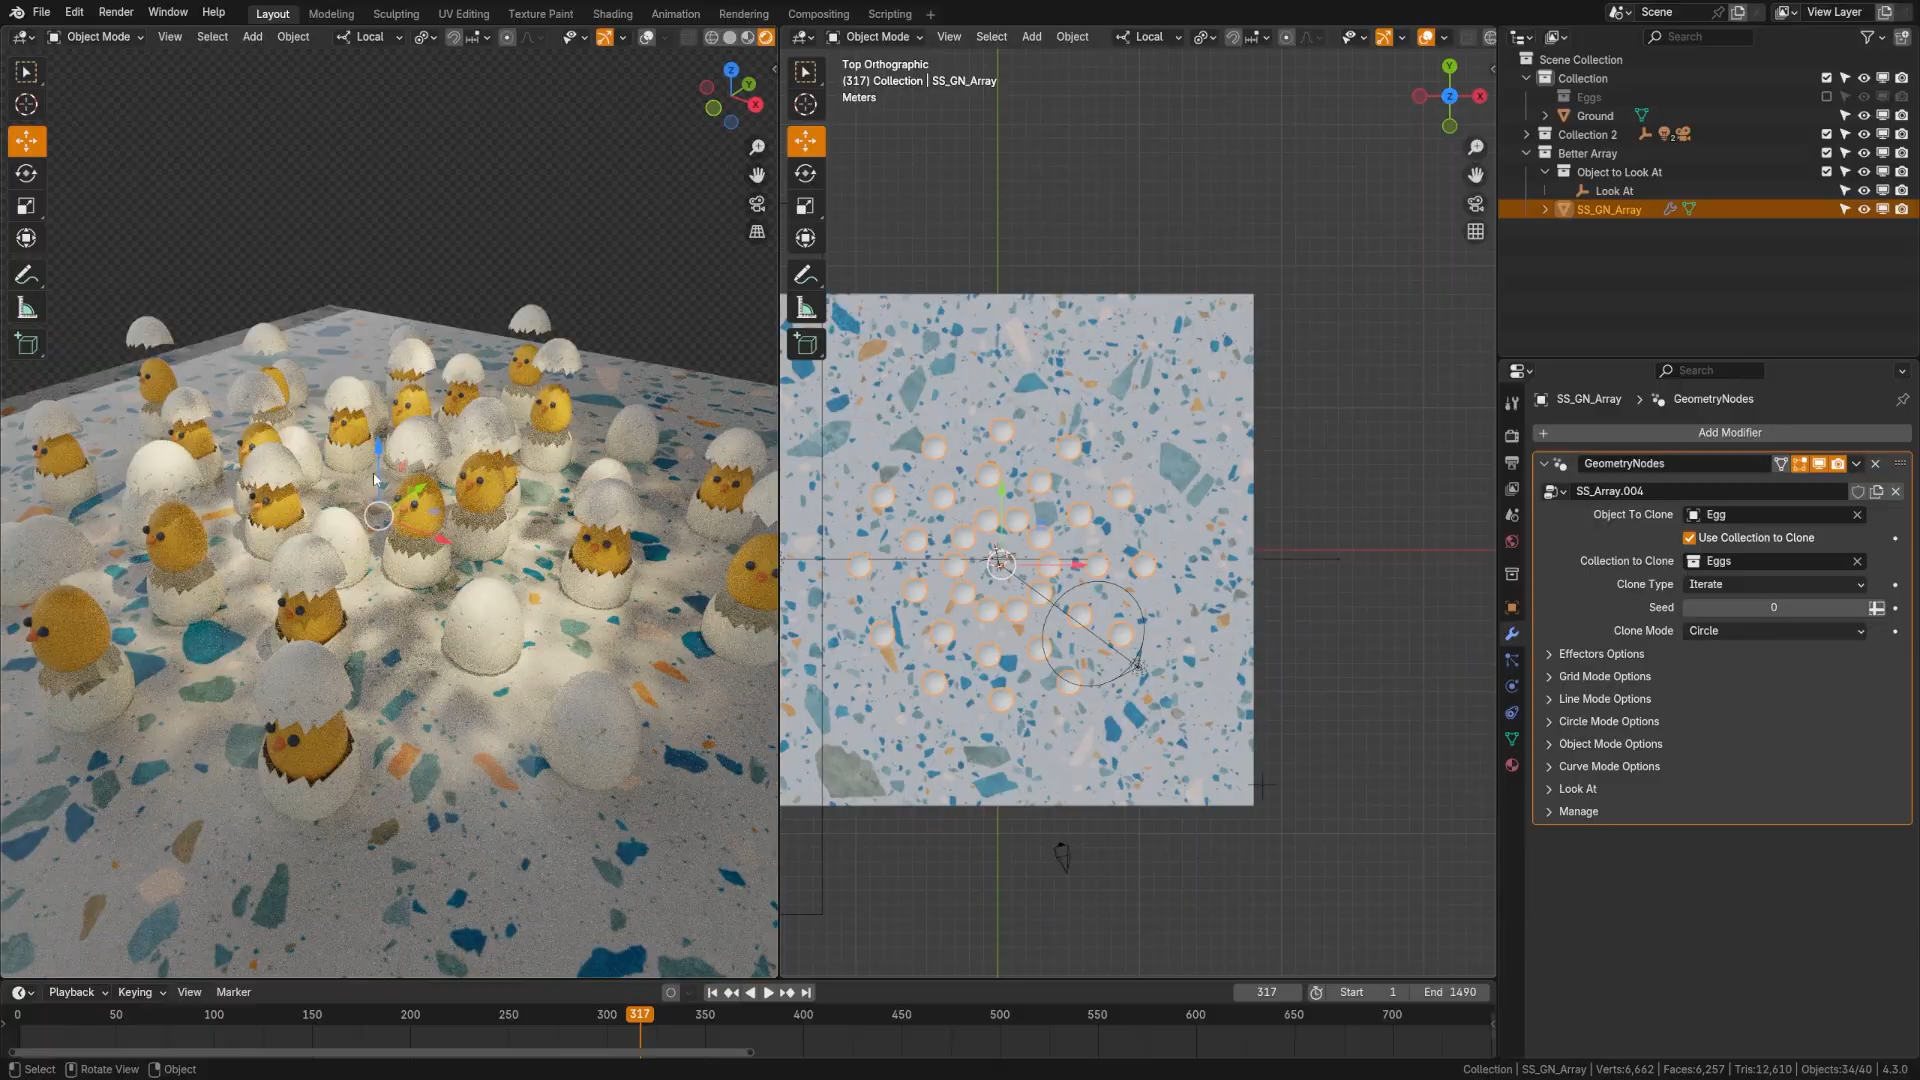 File Edit Render Window Help Layout Modeling Sculpting UV Editing Texture Paint Shading Animation Rendering Compositing Scripting Scene View Layer
Object Mode View Select Add Object Local
Object Mode View Select Add Object Local
Top Orthographic
(317) Collection | SS_GN_Array
Meters
Z
Y
X
Y
Z
X
Search
Scene Collection
Collection
Eggs
Ground
Collection 2
2
Better Array
Object to Look At
Look At
SS_GN_Array
Search
SS_GN_Array > GeometryNodes
Add Modifier
GeometryNodes
SS_Array.004
Object To Clone Egg
Use Collection to Clone
Collection to Clone Eggs
Clone Type Iterate
Seed 0
Clone Mode Circle
Effectors Options
Grid Mode Options
Line Mode Options
Circle Mode Options
Object Mode Options
Curve Mode Options
Look At
Manage
Playback Keying View Marker 317 Start 1 End 1490
0 50 100 150 200 250 300 317 350 400 450 500 550 600 650 700
Select Rotate View Object
Collection | SS_GN_Array | Verts:6,662 | Faces:6,257 | Tris:12,610 | Objects:34/40 | 4.3.0